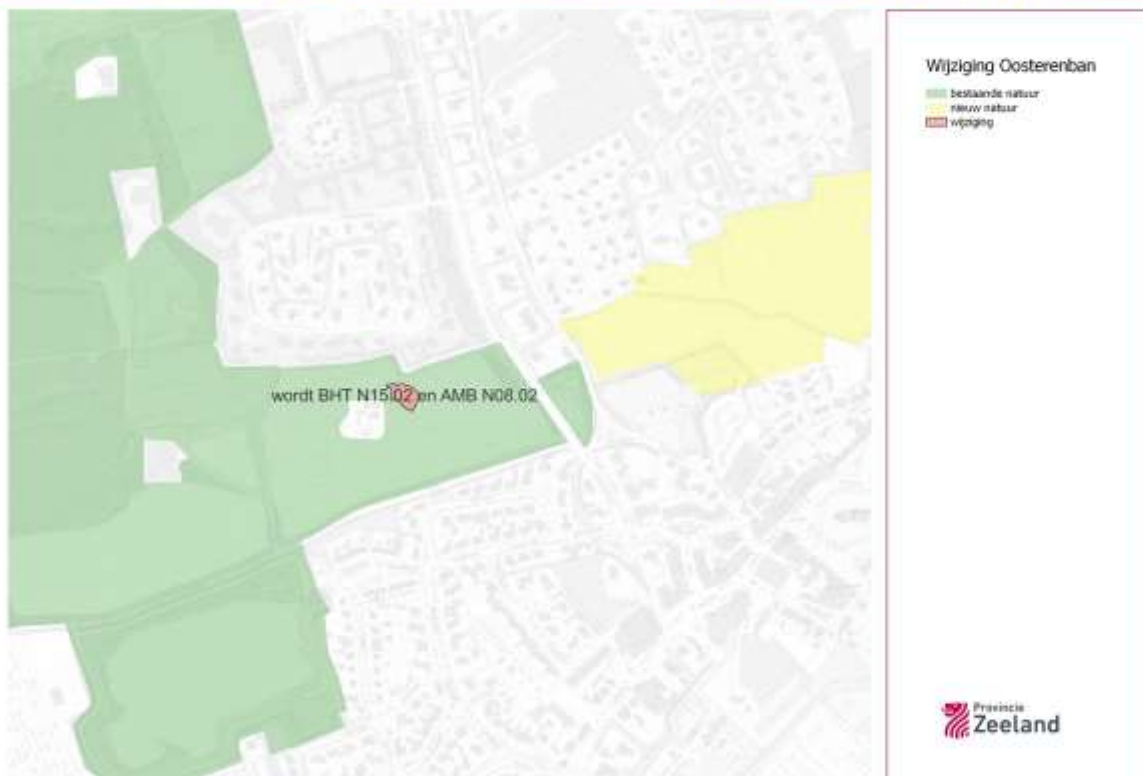 Wijziging Oosterenban
bestaande natuur
nieuw natuur
wijziging
wordt BHT N15.02 en AMB N08.02
Provincie
Zeeland